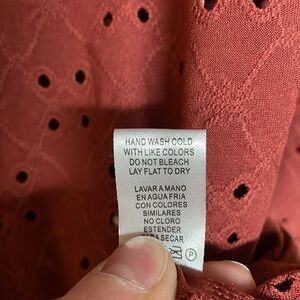 HAND WASH COLD
WITH LIKE COLORS
DO NOT BLEACH
LAY FLAT TO DRY
LAVAR A MANO
EN AGUA FRIA
CON COLORES
SIMILARES
NO CLORO
ESTENDER
PARA SECAR
P